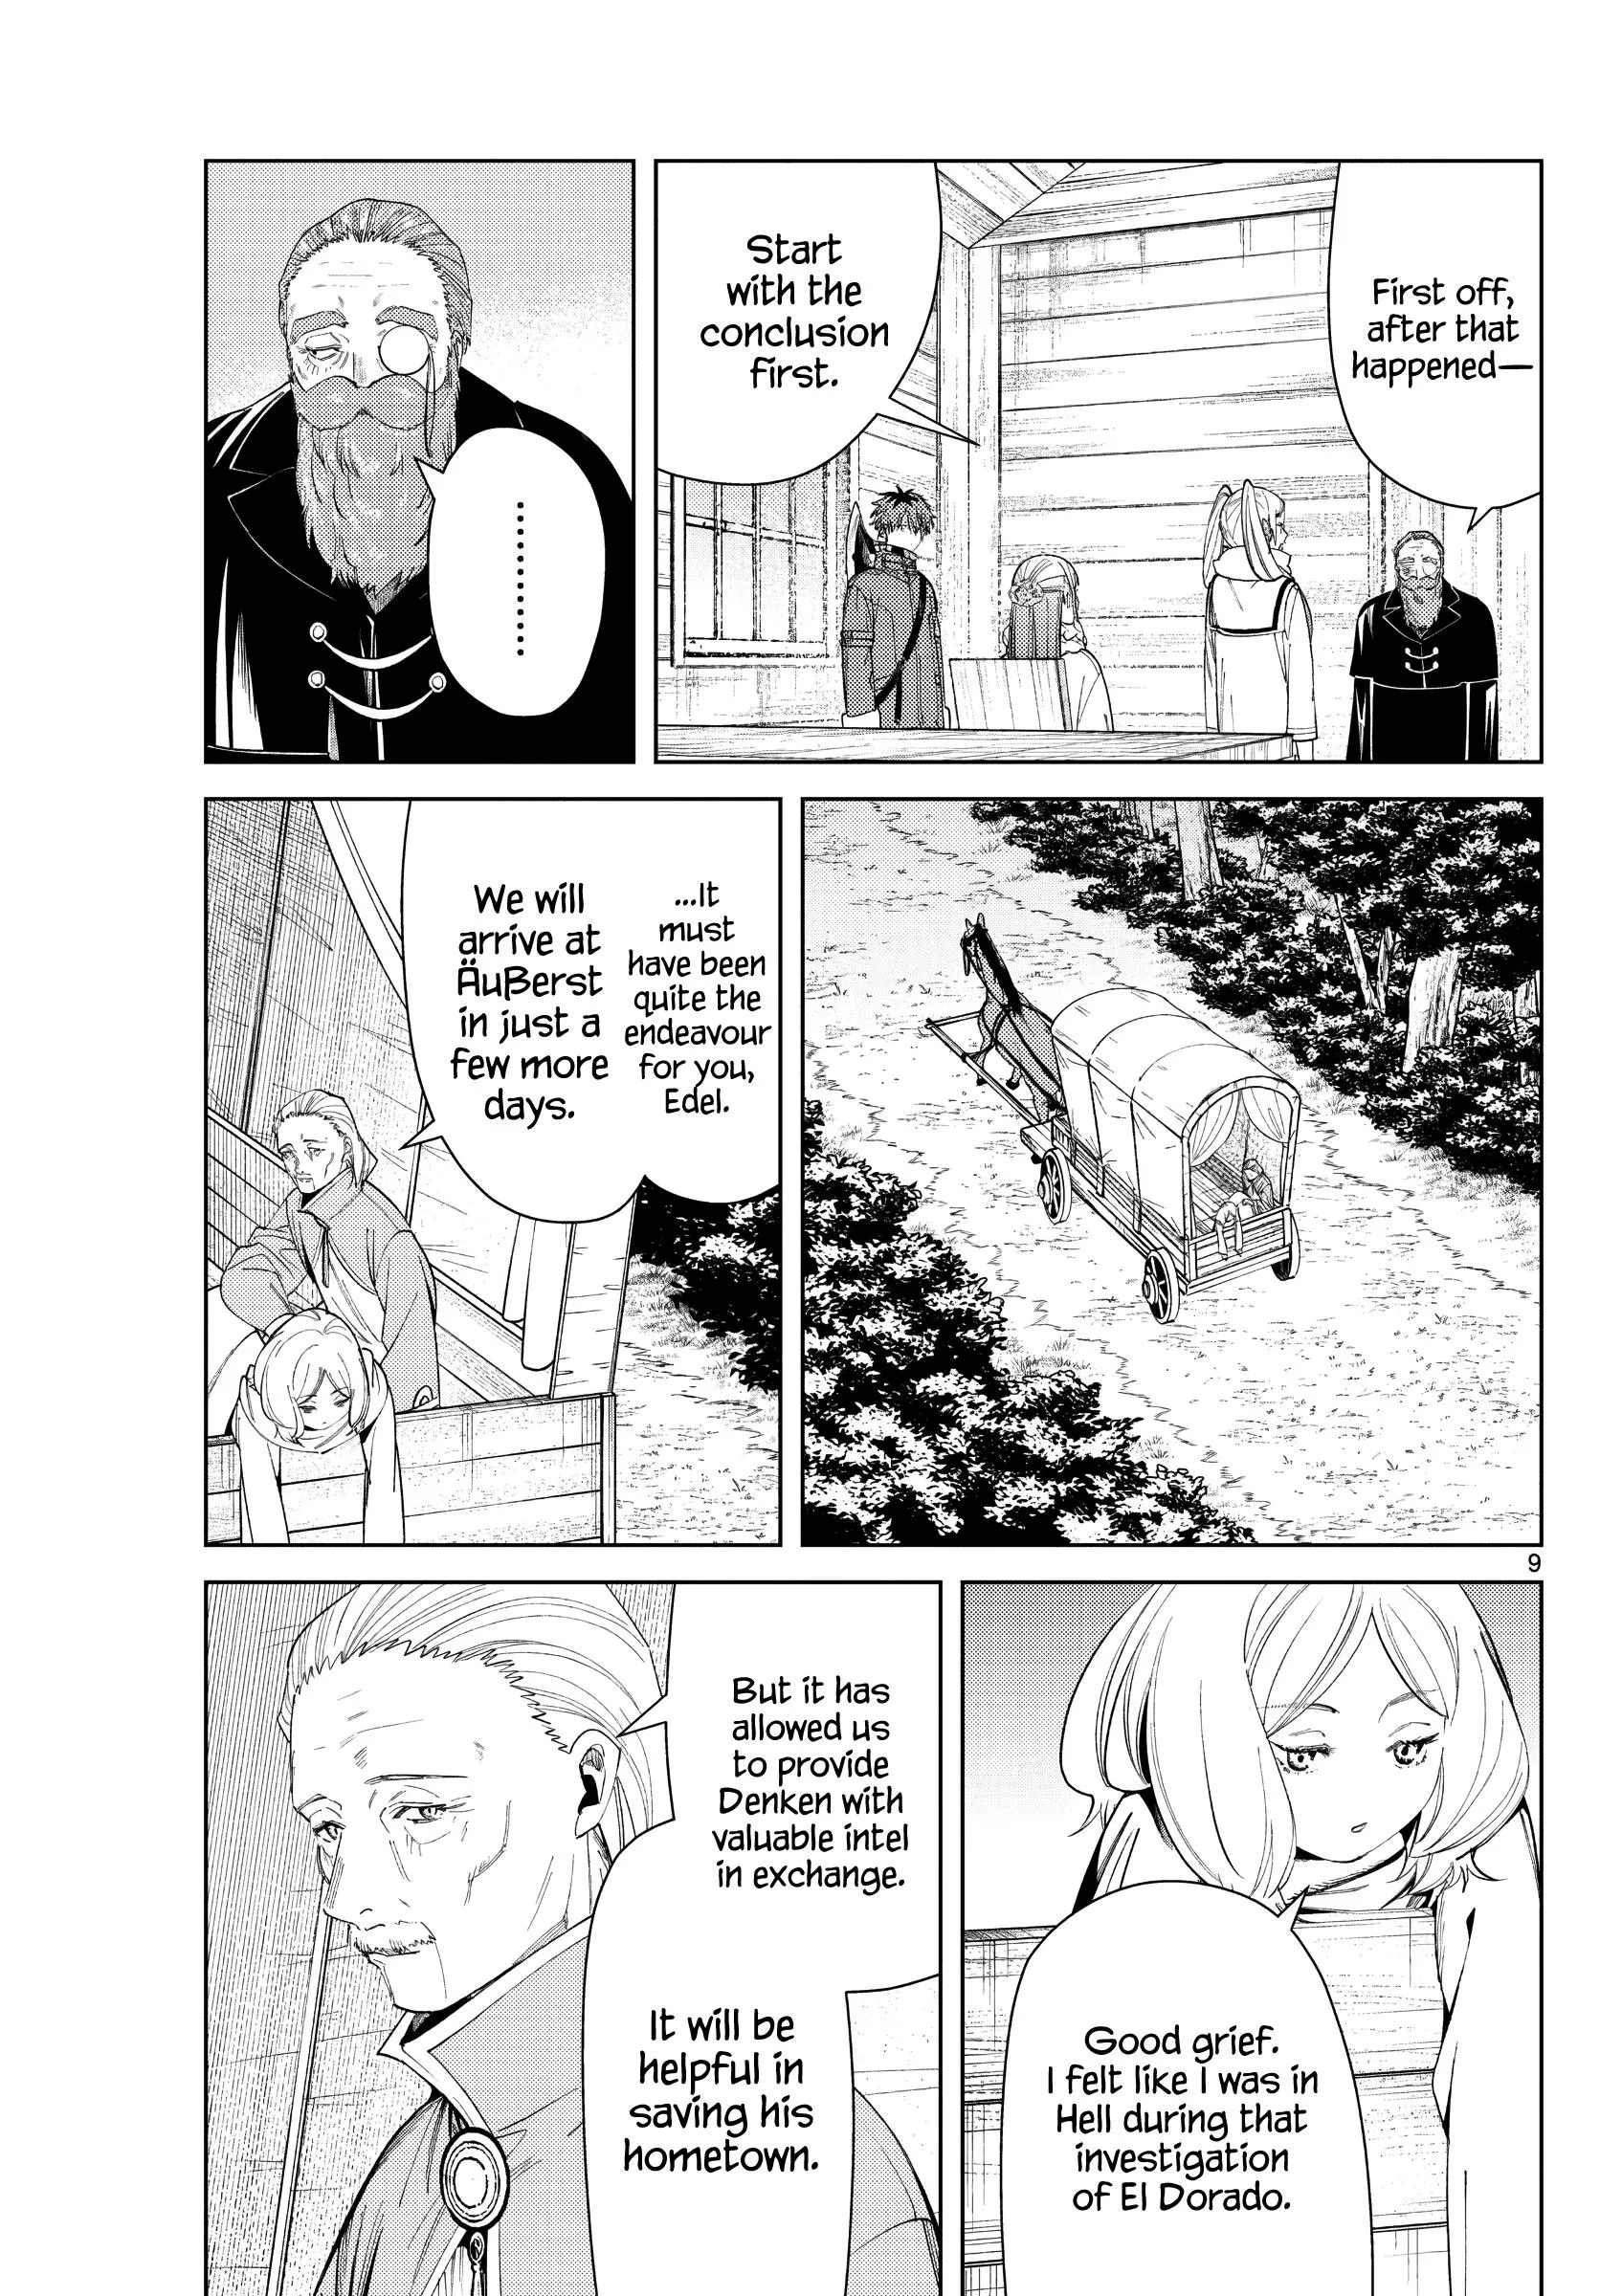 First off,
after that
happened—
Start
with the
conclusion
first.
..........
...It
must
have been
quite the
endeavour
for you,
Edel.
We will
arrive at
Äußerst
in just a
few more
days.
9
Good grief.
I felt like I was in
Hell during that
investigation
of El Dorado.
But it has
allowed us
to provide
Denken with
valuable intel
in exchange.
It will be
helpful in
saving his
hometown.